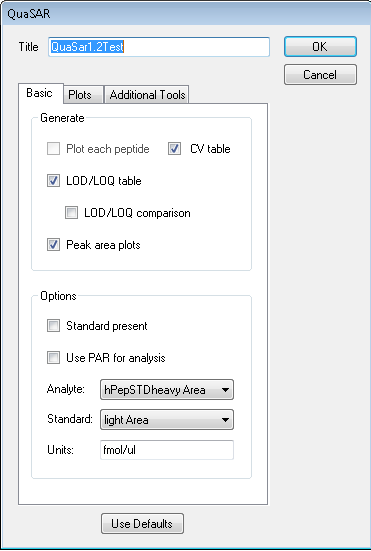 QuaSAR
Title QuaSar1.2Test OK
Cancel
Basic Plots Additional Tools
Generate
Plot each peptide CV table
LOD/LOQ table
LOD/LOQ comparison
Peak area plots
Options
Standard present
Use PAR for analysis
Analyte: hPepSTDheavy Area
Standard: light Area
Units: fmol/ul
Use Defaults